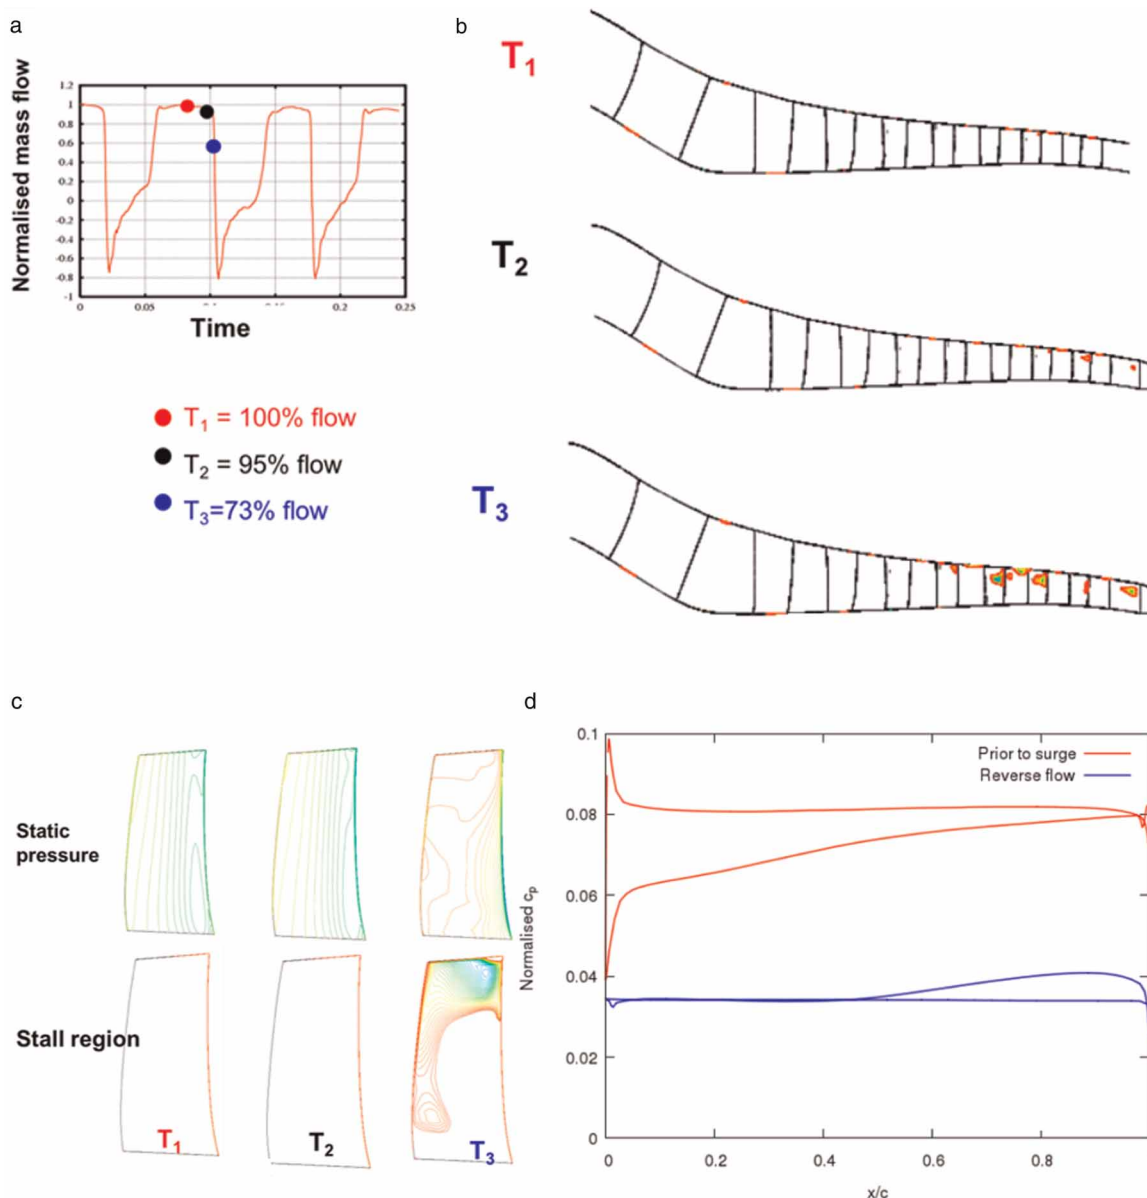 a
Normalised mass flow
1.2
1
0.8
0.6
0.4
0.2
0
-0.2
-0.4
-0.6
-0.8
-1
0 0.05 0.2 0.25
Time
T1 = 100% flow
T2 = 95% flow
T3=73% flow
b
T1
T2
T3
c
Static
pressure
Stall region
T1 T2 T3
d
Normalised cp
0.1
0.08
0.06
0.04
0.02
0
Prior to surge
Reverse flow
0 0.2 0.4 0.6 0.8
x/c